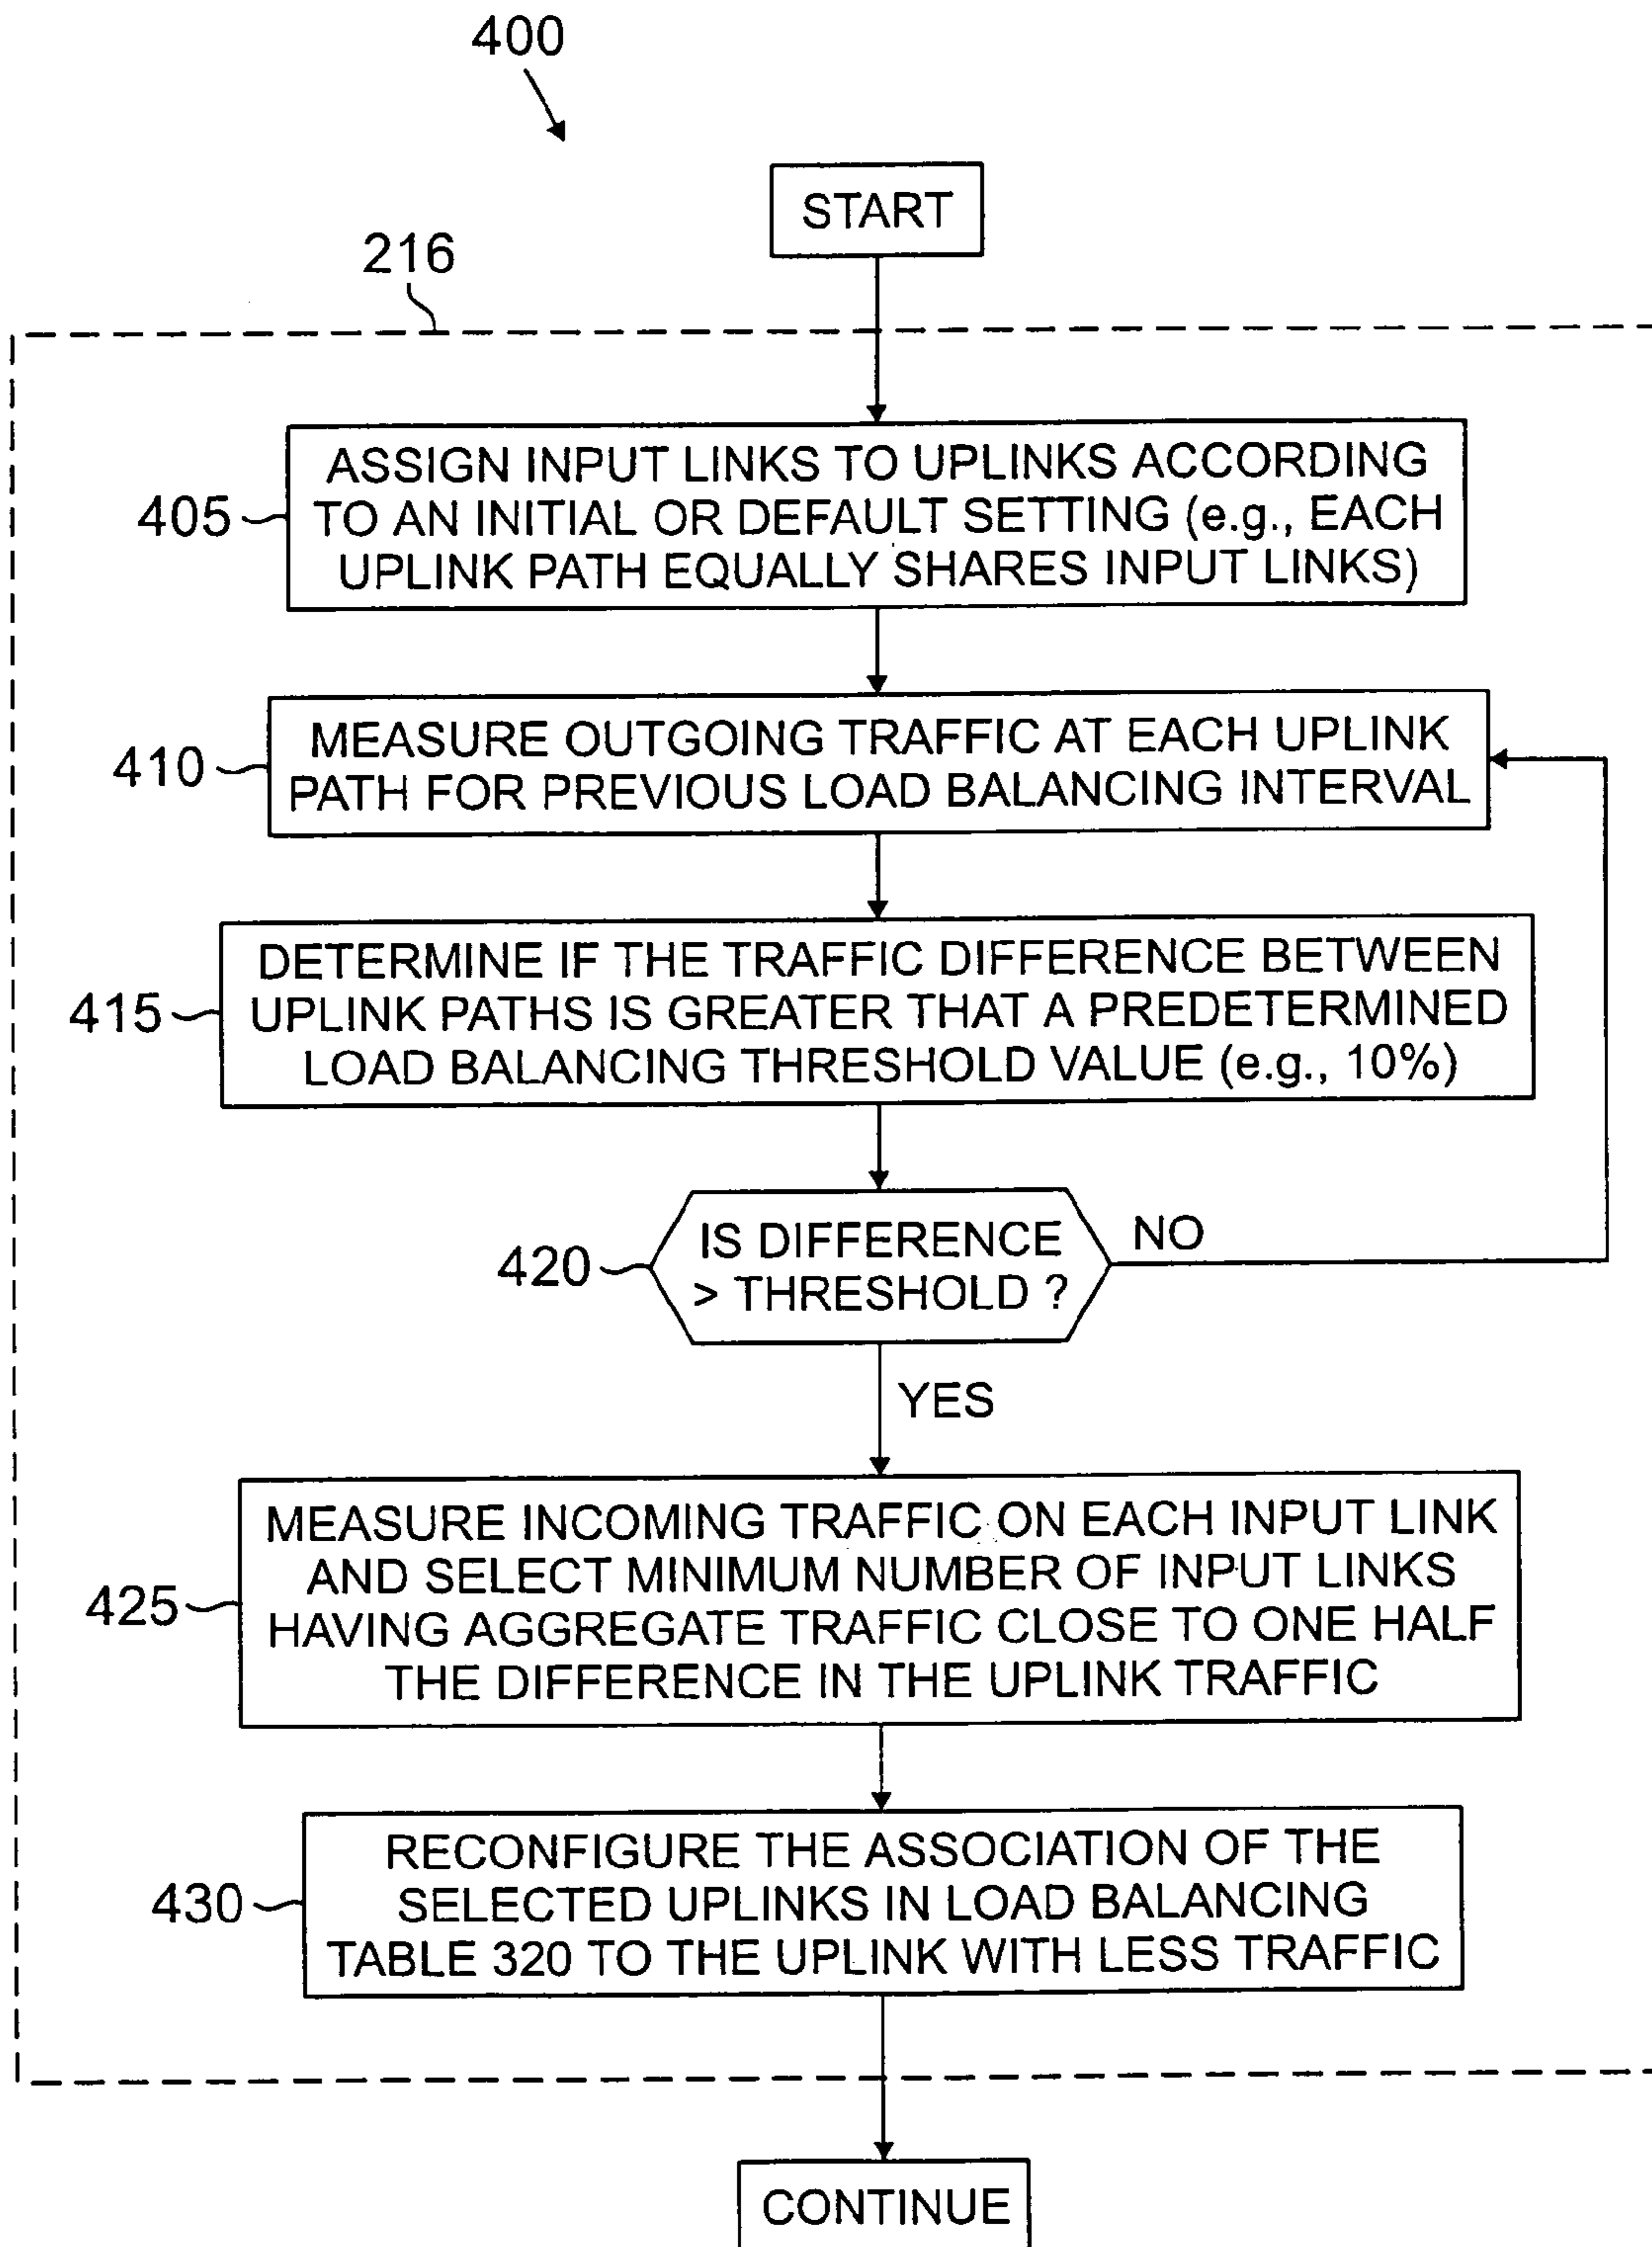 400
START
216
ASSIGN INPUT LINKS TO UPLINKS ACCORDING
TO AN INITIAL OR DEFAULT SETTING (e.g., EACH
UPLINK PATH EQUALLY SHARES INPUT LINKS)
405
MEASURE OUTGOING TRAFFIC AT EACH UPLINK
PATH FOR PREVIOUS LOAD BALANCING INTERVAL
410
DETERMINE IF THE TRAFFIC DIFFERENCE BETWEEN
UPLINK PATHS IS GREATER THAT A PREDETERMINED
LOAD BALANCING THRESHOLD VALUE (e.g., 10%)
415
IS DIFFERENCE
> THRESHOLD ?
420
NO
YES
MEASURE INCOMING TRAFFIC ON EACH INPUT LINK
AND SELECT MINIMUM NUMBER OF INPUT LINKS
HAVING AGGREGATE TRAFFIC CLOSE TO ONE HALF
THE DIFFERENCE IN THE UPLINK TRAFFIC
425
RECONFIGURE THE ASSOCIATION OF THE
SELECTED UPLINKS IN LOAD BALANCING
TABLE 320 TO THE UPLINK WITH LESS TRAFFIC
430
CONTINUE